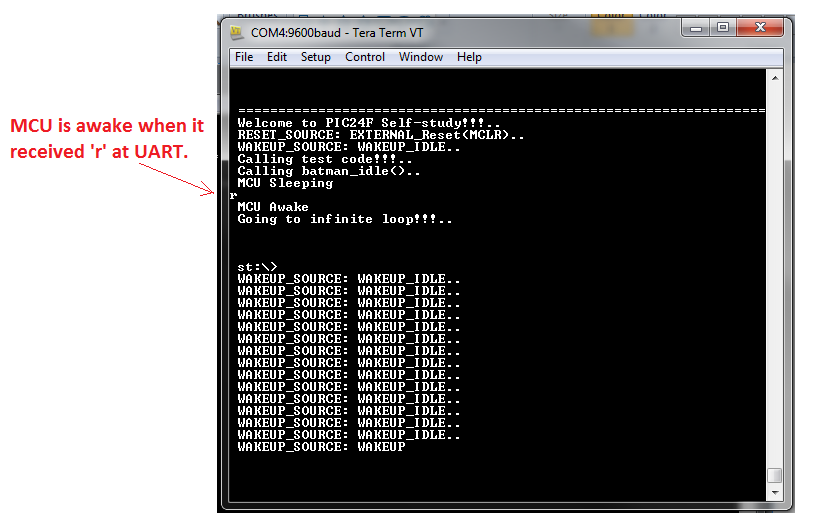 COM4:9600baud - Tera Term VT
File Edit Setup Control Window Help
MCU is awake when it
received 'r' at UART.
==================================================================
Welcome to PIC24F Self-study!!!..
RESET_SOURCE: EXTERNAL_Reset(MCLR)..
WAKEUP_SOURCE: WAKEUP_IDLE..
Calling test code!!!..
Calling batman_idle()..
MCU Sleeping
r
MCU Awake
Going to infinite loop!!!..
st:\>
WAKEUP_SOURCE: WAKEUP_IDLE..
WAKEUP_SOURCE: WAKEUP_IDLE..
WAKEUP_SOURCE: WAKEUP_IDLE..
WAKEUP_SOURCE: WAKEUP_IDLE..
WAKEUP_SOURCE: WAKEUP_IDLE..
WAKEUP_SOURCE: WAKEUP_IDLE..
WAKEUP_SOURCE: WAKEUP_IDLE..
WAKEUP_SOURCE: WAKEUP_IDLE..
WAKEUP_SOURCE: WAKEUP_IDLE..
WAKEUP_SOURCE: WAKEUP_IDLE..
WAKEUP_SOURCE: WAKEUP_IDLE..
WAKEUP_SOURCE: WAKEUP_IDLE..
WAKEUP_SOURCE: WAKEUP_IDLE..
WAKEUP_SOURCE: WAKEUP_IDLE..
WAKEUP_SOURCE: WAKEUP